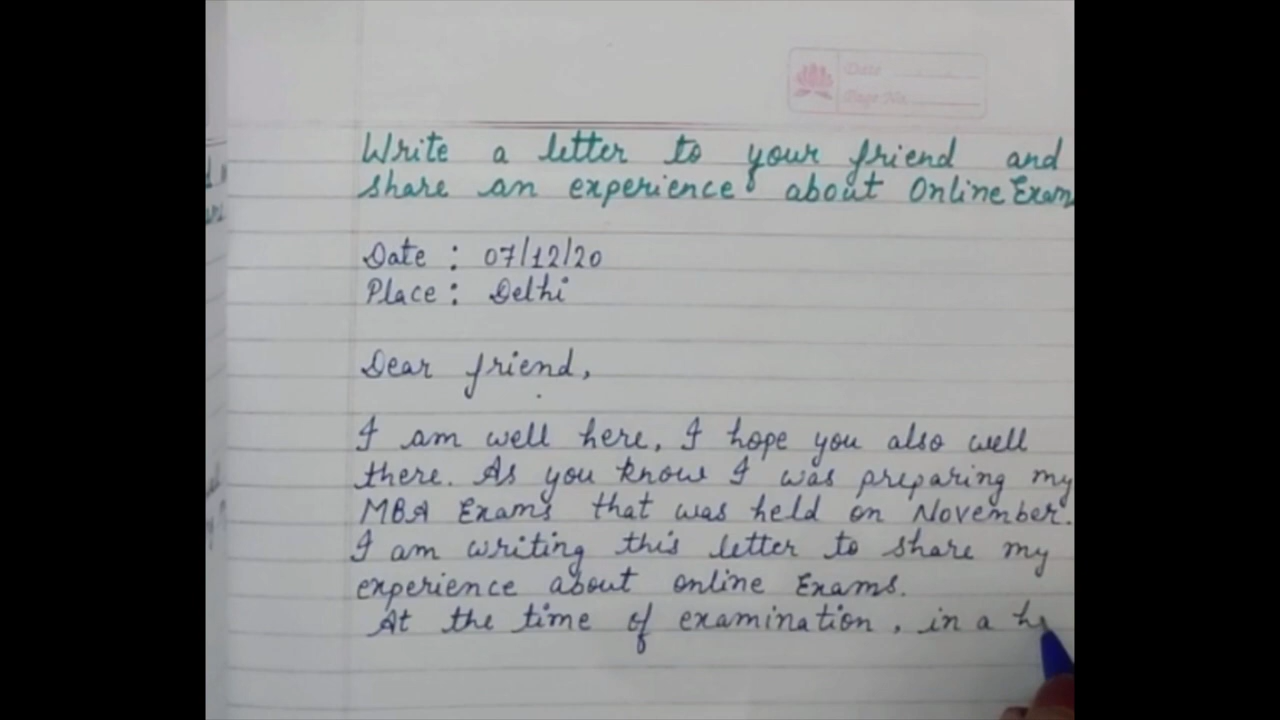 Date
Page No.
Write a letter to your friend and
share an experience about Online Exam
Date : 07/12/20
Place : Delhi
Dear friend,
I am well here, I hope you also well
there. As you know I was preparing my
MBA Exams that was held on November.
I am writing this letter to share my
experience about online Exams.
At the time of examination, in a